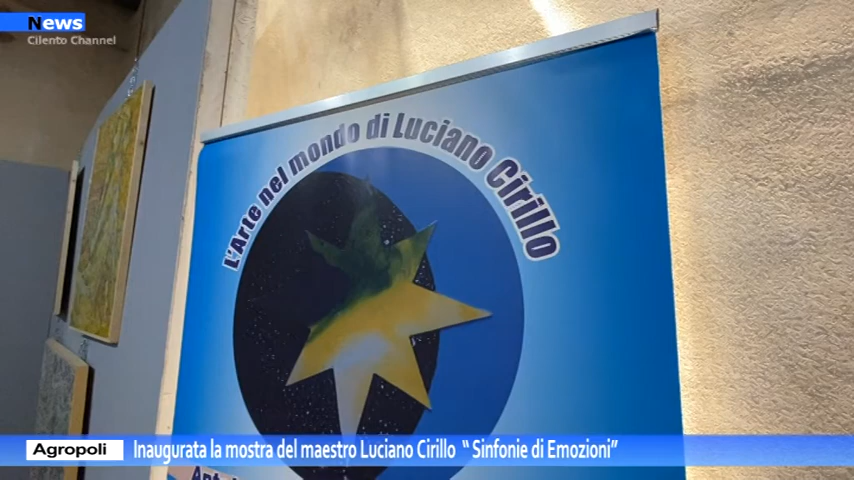 News
Cilento Channel
L'Arte nel mondo di Luciano Cirillo
Agropoli
Inaugurata la mostra del maestro Luciano Cirillo “ Sinfonie di Emozioni”